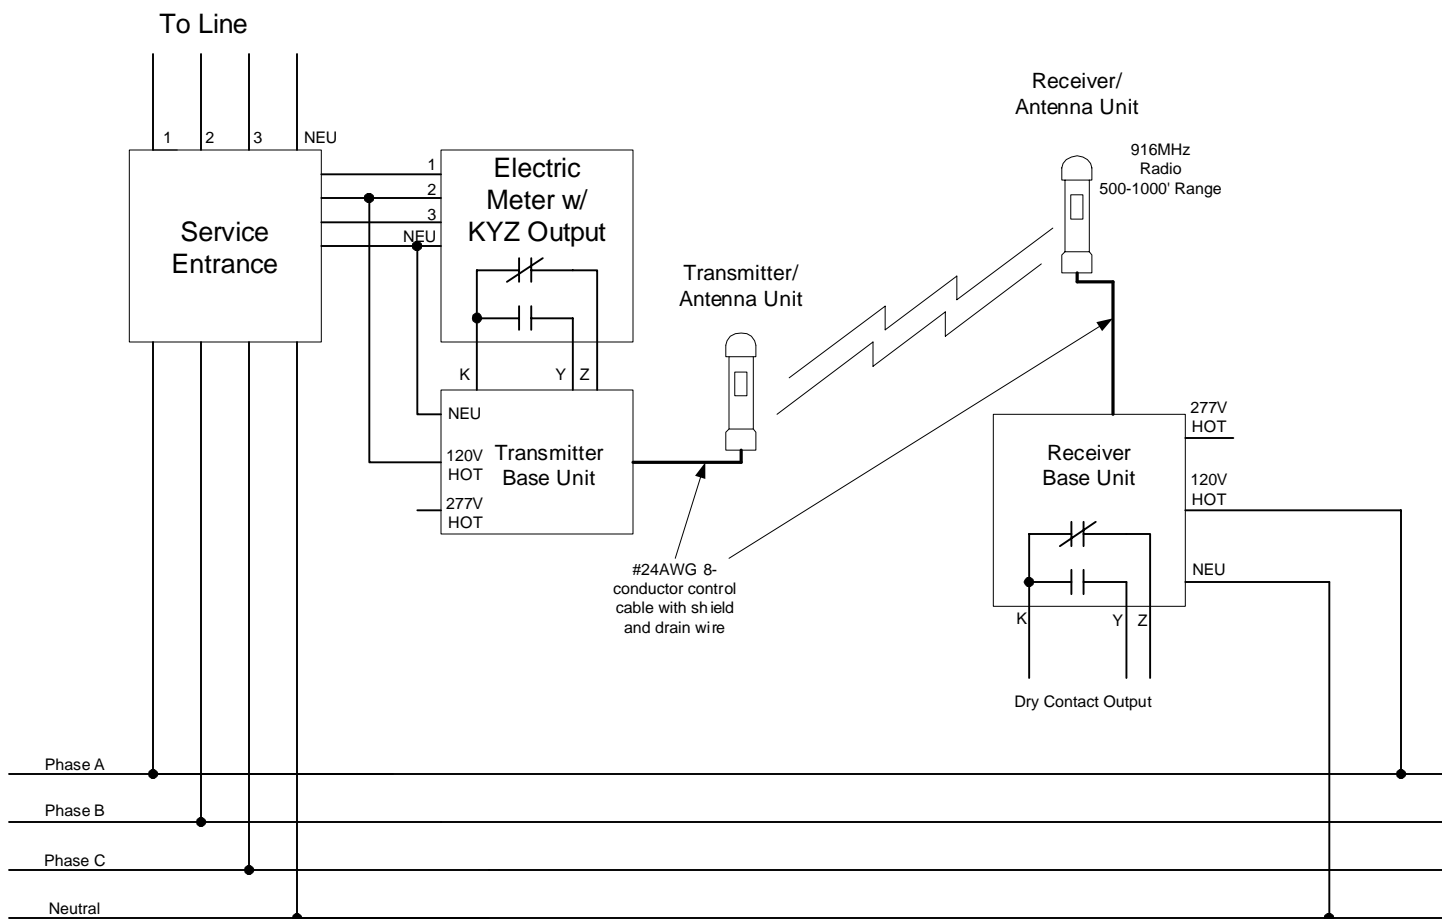 To Line
1
2
3
NEU
Service
Entrance
1
2
3
NEU
Electric
Meter w/
KYZ Output
K
Y
Z
NEU
120V
HOT
277V
HOT
Transmitter
Base Unit
Transmitter/
Antenna Unit
#24AWG 8-
conductor control
cable with shield
and drain wire
Receiver/
Antenna Unit
916MHz
Radio
500-1000' Range
Receiver
Base Unit
277V
HOT
120V
HOT
NEU
K
Y
Z
Dry Contact Output
Phase A
Phase B
Phase C
Neutral